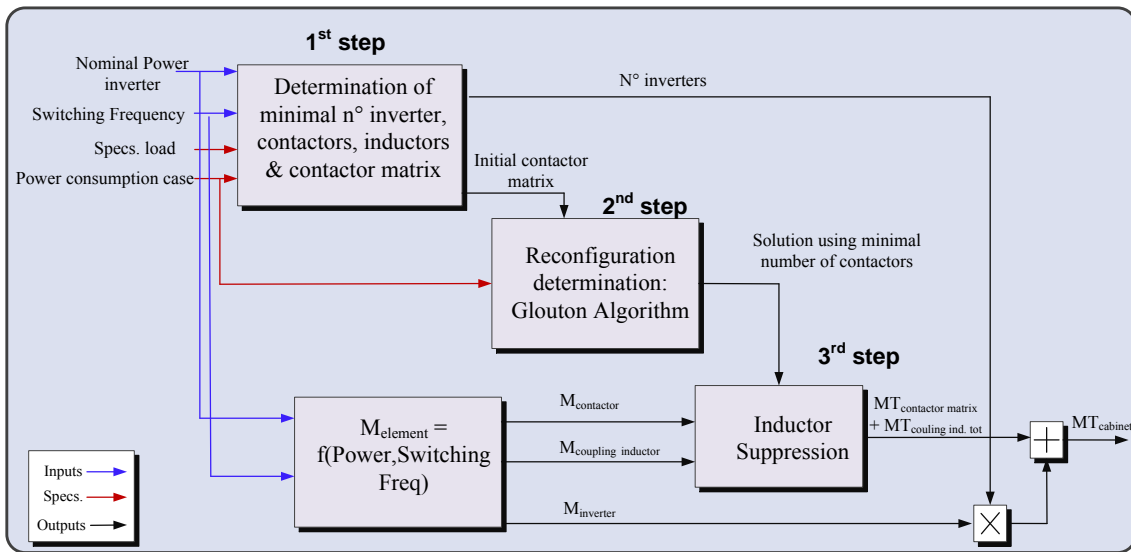 1st step
Nominal Power
inverter
Switching Frequency
Specs. load
Power consumption case
Determination of
minimal n° inverter,
contactors, inductors
& contactor matrix
N° inverters
Initial contactor
matrix
2nd step
Reconfiguration
determination:
Glouton Algorithm
Solution using minimal
number of contactors
3rd step
Melement =
f(Power,Switching
Freq)
Mcontactor
Mcoupling inductor
Minverter
Inductor
Suppression
MTcontactor matrix
+ MTcouling ind. tot
+
MTcabinet
×
Inputs
Specs.
Outputs